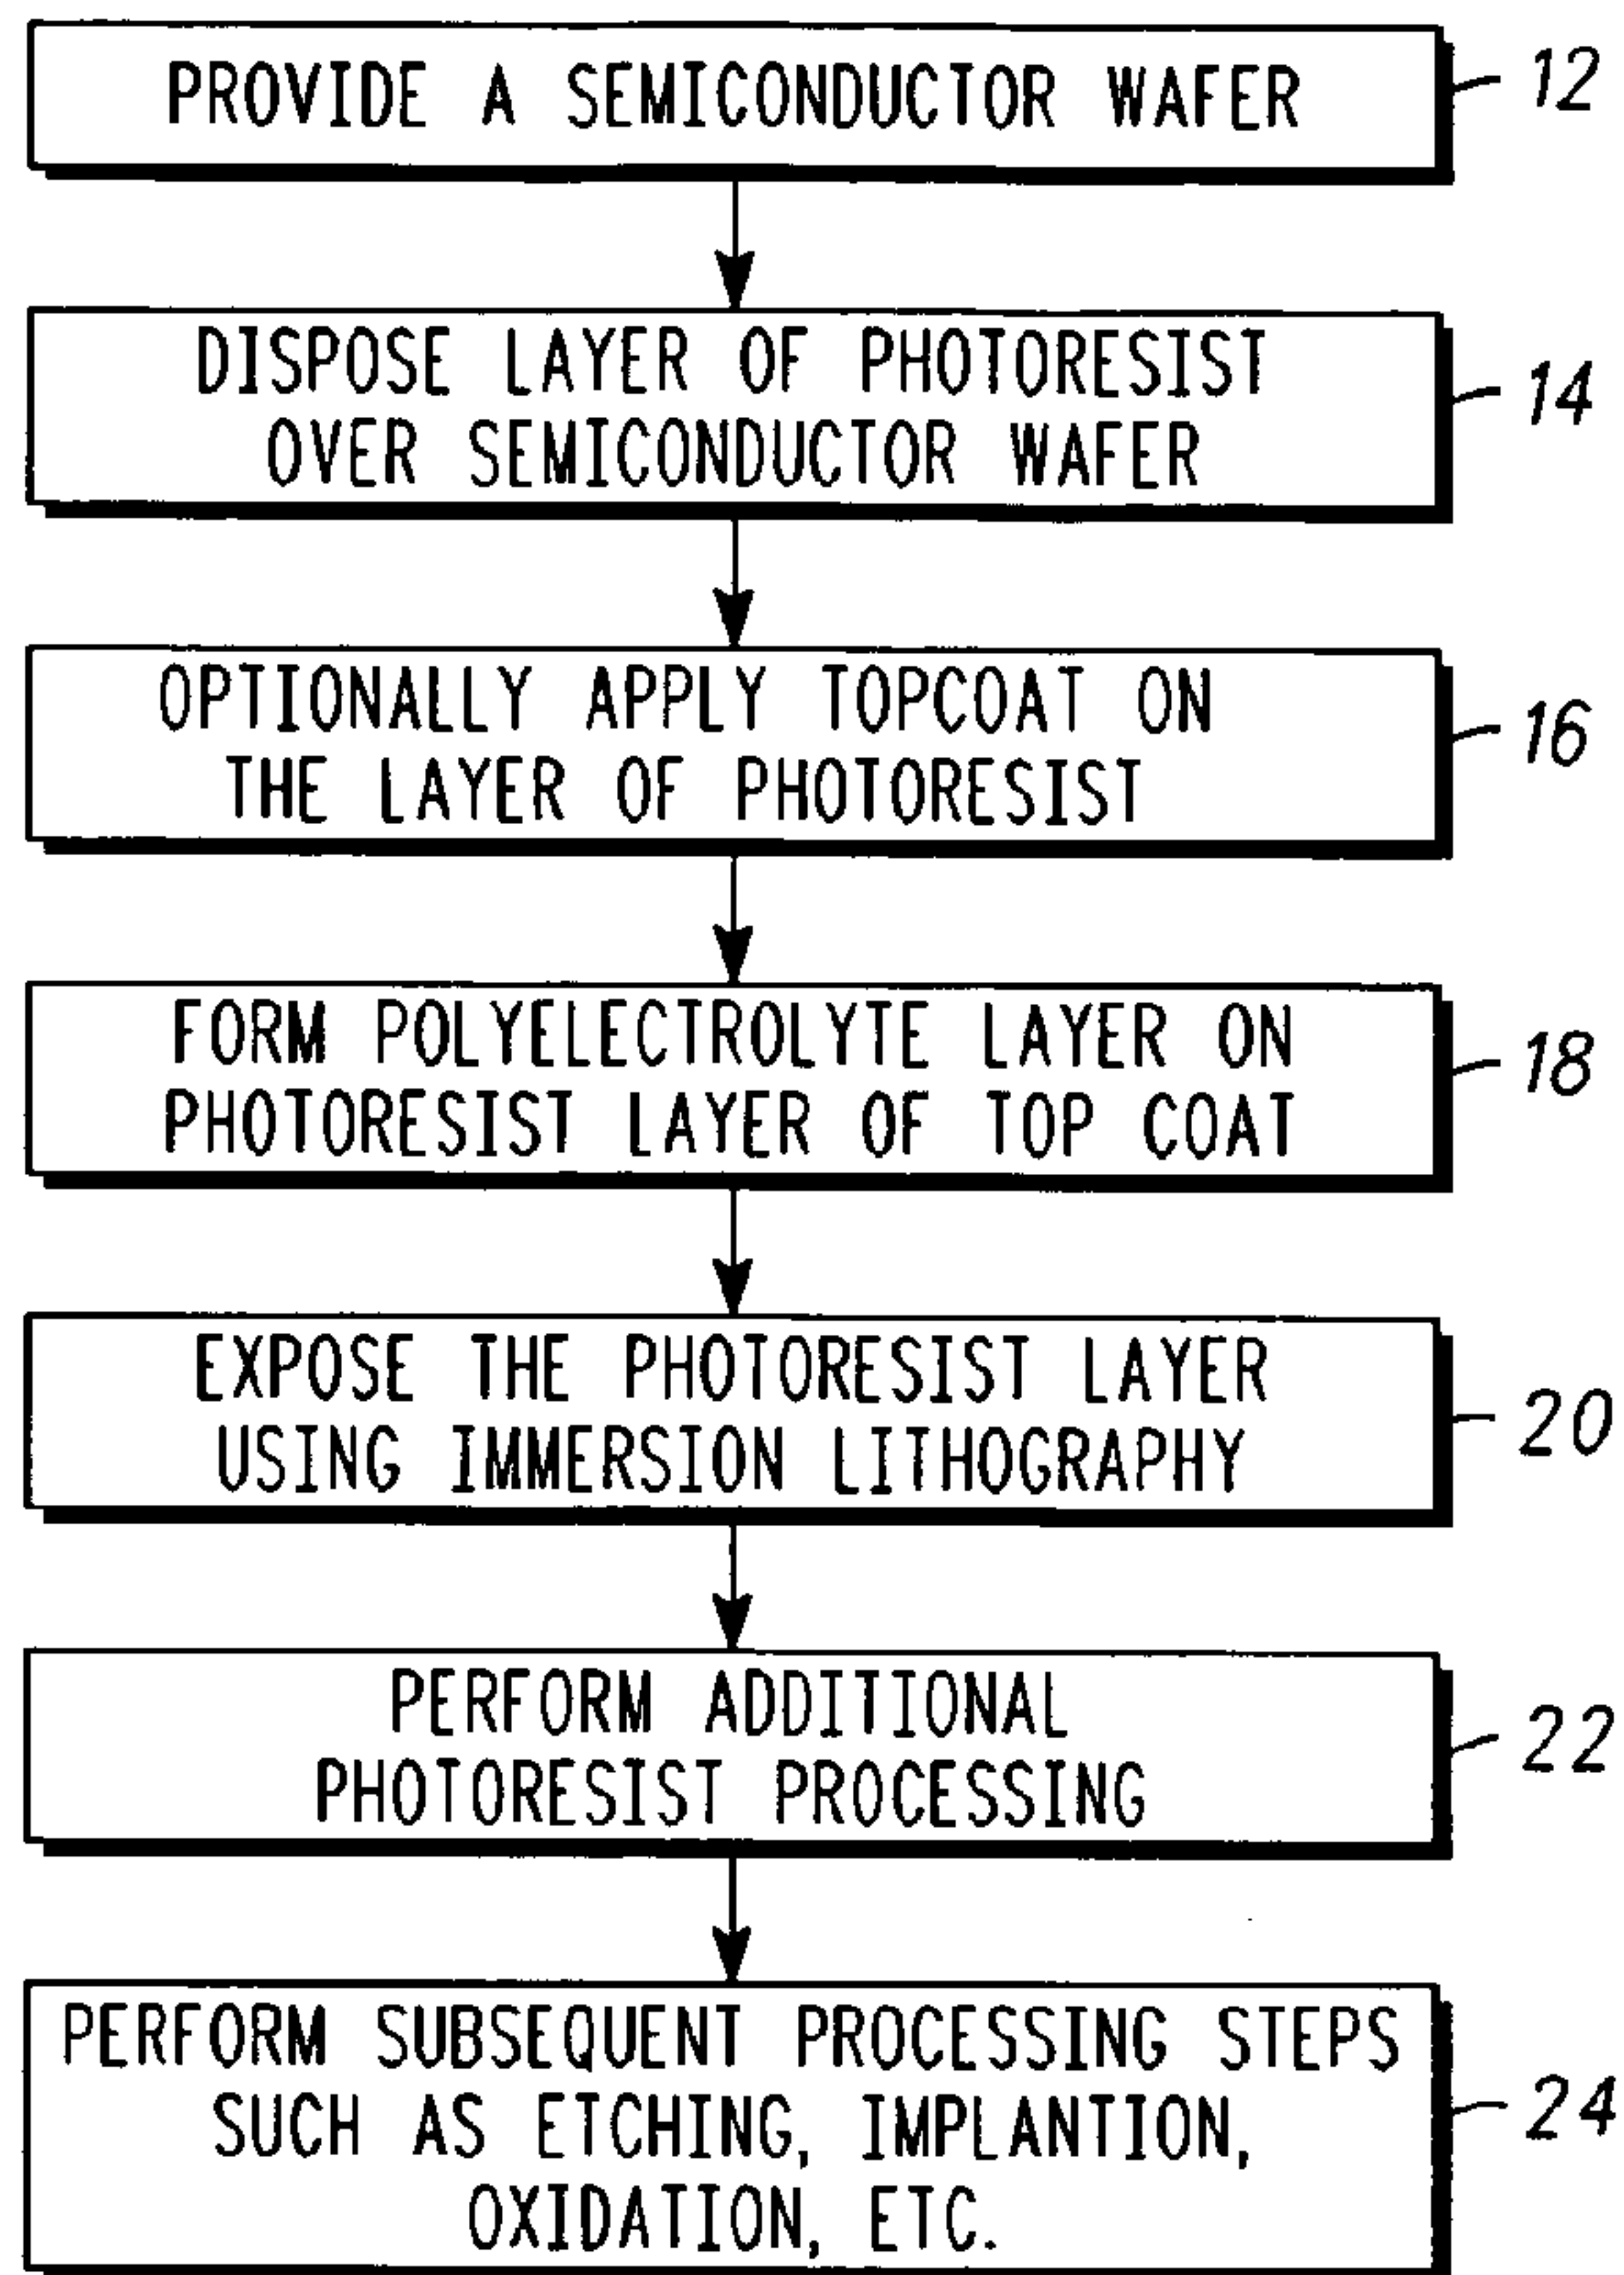 PROVIDE A SEMICONDUCTOR WAFER
12
DISPOSE LAYER OF PHOTORESIST
OVER SEMICONDUCTOR WAFER
14
OPTIONALLY APPLY TOPCOAT ON
THE LAYER OF PHOTORESIST
16
FORM POLYELECTROLYTE LAYER ON
PHOTORESIST LAYER OF TOP COAT
18
EXPOSE THE PHOTORESIST LAYER
USING IMMERSION LITHOGRAPHY
20
PERFORM ADDITIONAL
PHOTORESIST PROCESSING
22
PERFORM SUBSEQUENT PROCESSING STEPS
SUCH AS ETCHING, IMPLANTION,
OXIDATION, ETC.
24